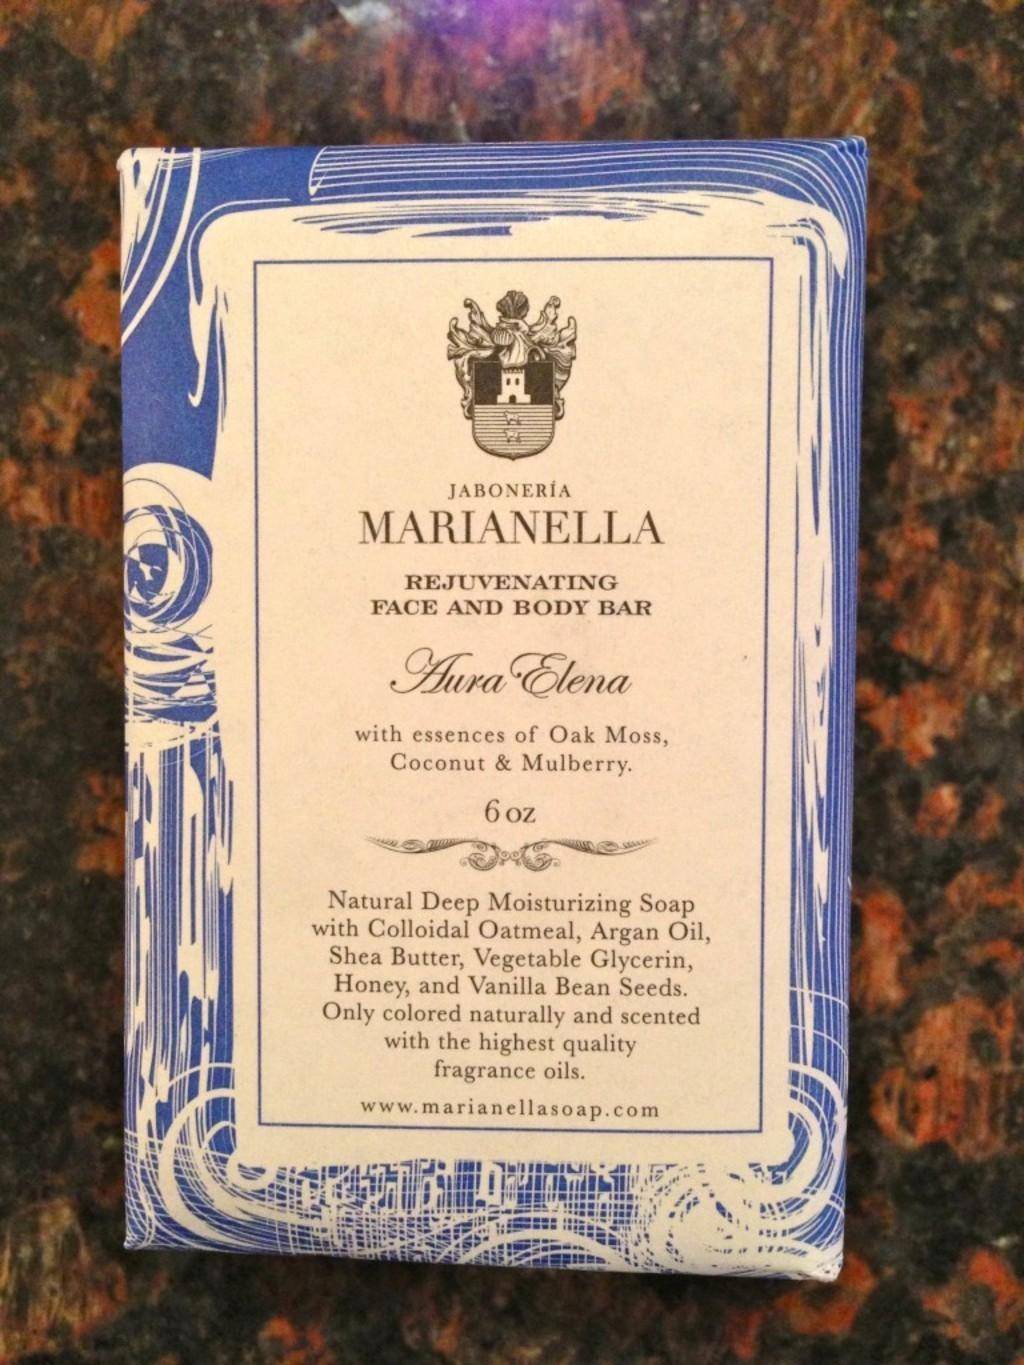 JABONERÍA
MARIANELLA
REJUVENATING
FACE AND BODY BAR
Aura Elena
with essences of Oak Moss,
Coconut & Mulberry.
6 oz
Natural Deep Moisturizing Soap
with Colloidal Oatmeal, Argan Oil,
Shea Butter, Vegetable Glycerin,
Honey, and Vanilla Bean Seeds.
Only colored naturally and scented
with the highest quality
fragrance oils.
www.marianellasoap.com